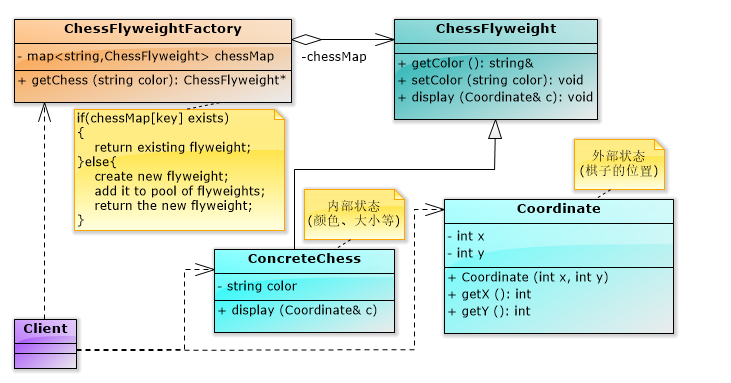 ChessFlyweightFactory
- map<string,ChessFlyweight> chessMap
+ getChess (string color): ChessFlyweight*
-chessMap
ChessFlyweight
+ getColor (): string&
+ setColor (string color): void
+ display (Coordinate& c): void
if(chessMap[key] exists)
{
return existing flyweight;
}else{
create new flyweight;
add it to pool of flyweights;
return the new flyweight;
}
外部状态
(棋子的位置)
内部状态
(颜色、大小等)
Coordinate
- int x
- int y
+ Coordinate (int x, int y)
+ getX (): int
+ getY (): int
ConcreteChess
- string color
+ display (Coordinate& c)
Client